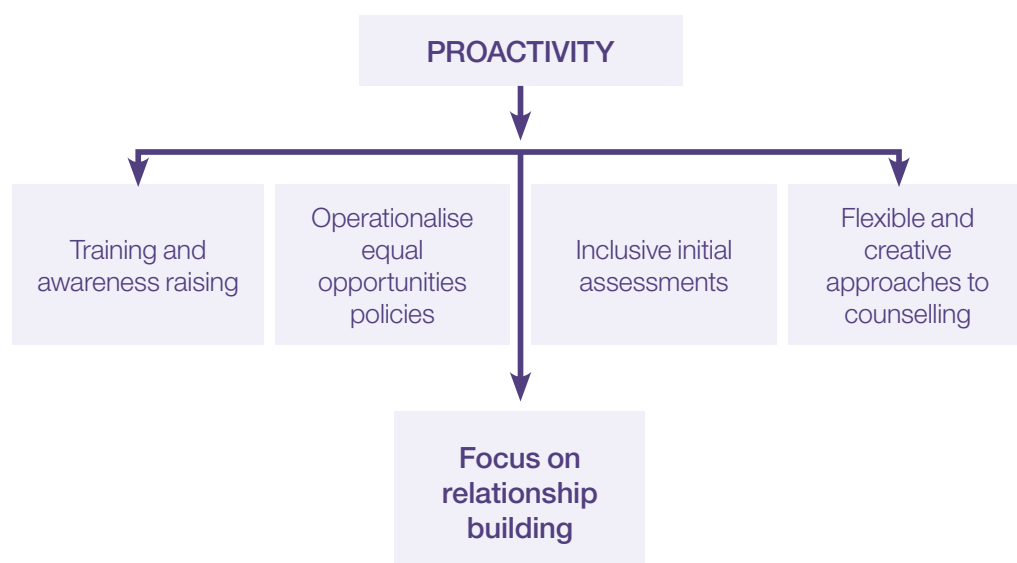 PROACTIVITY
Training and
awareness raising
Operationalise
equal
opportunities
policies
Inclusive initial
assessments
Flexible and
creative
approaches to
counselling
Focus on
relationship
building